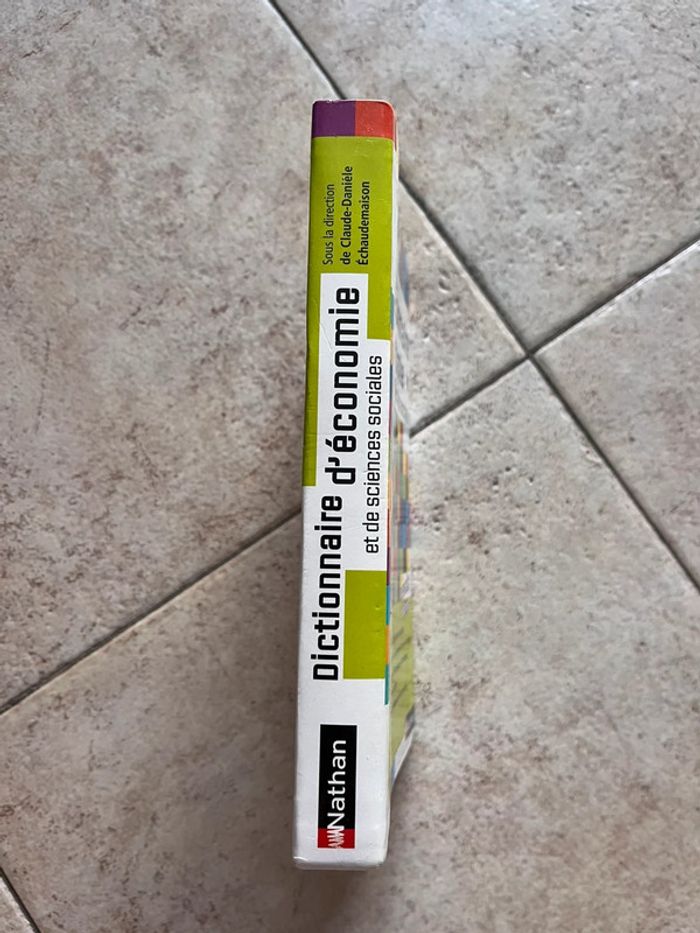 Sous la direction
de Claude-Danièle
Échaudemaison
Dictionnaire
d'économie
et de sciences sociales
Nathan